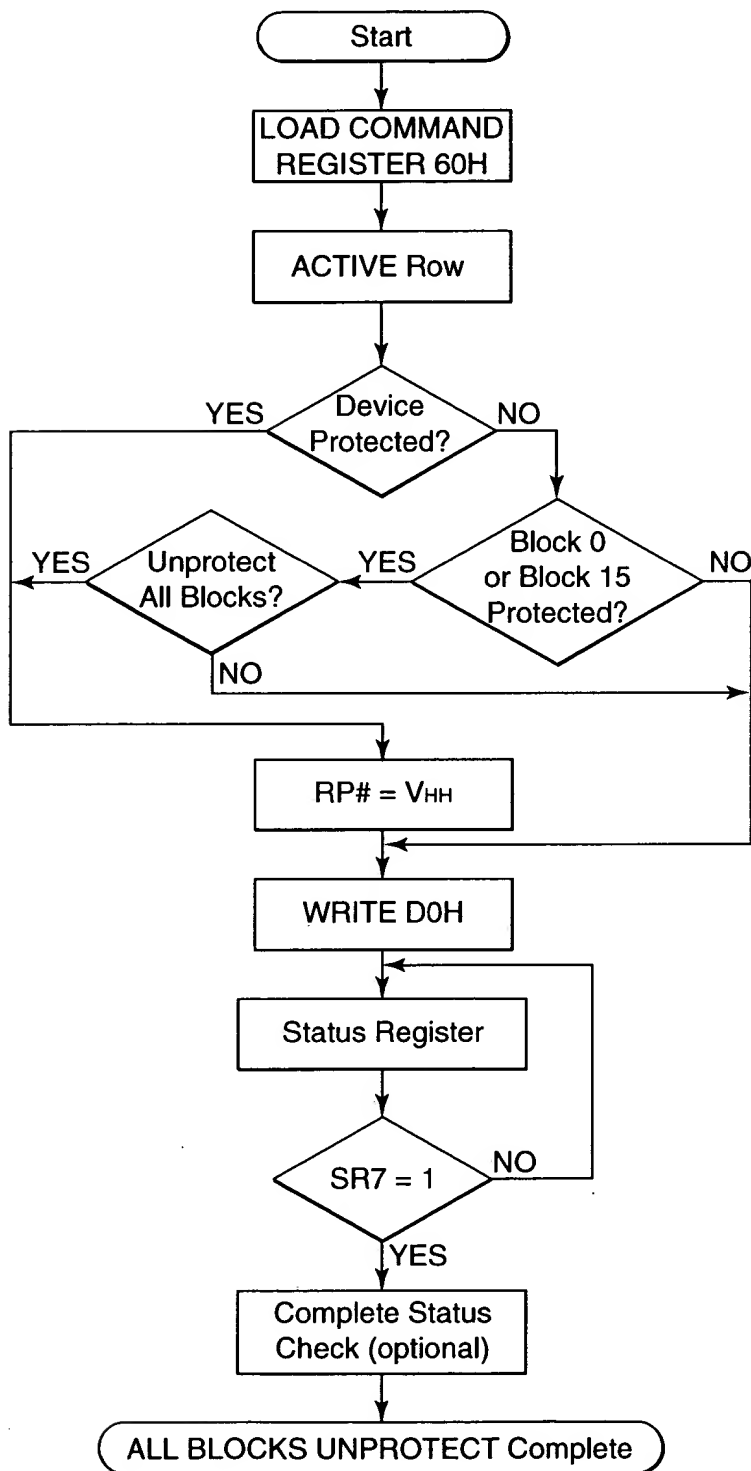 Start
LOAD COMMAND
REGISTER 60H
ACTIVE Row
YES
Device
Protected?
NO
YES
Unprotect
All Blocks?
YES
Block 0
or Block 15
Protected?
NO
NO
RP# = VHH
WRITE D0H
Status Register
SR7 = 1
NO
YES
Complete Status
Check (optional)
ALL BLOCKS UNPROTECT Complete